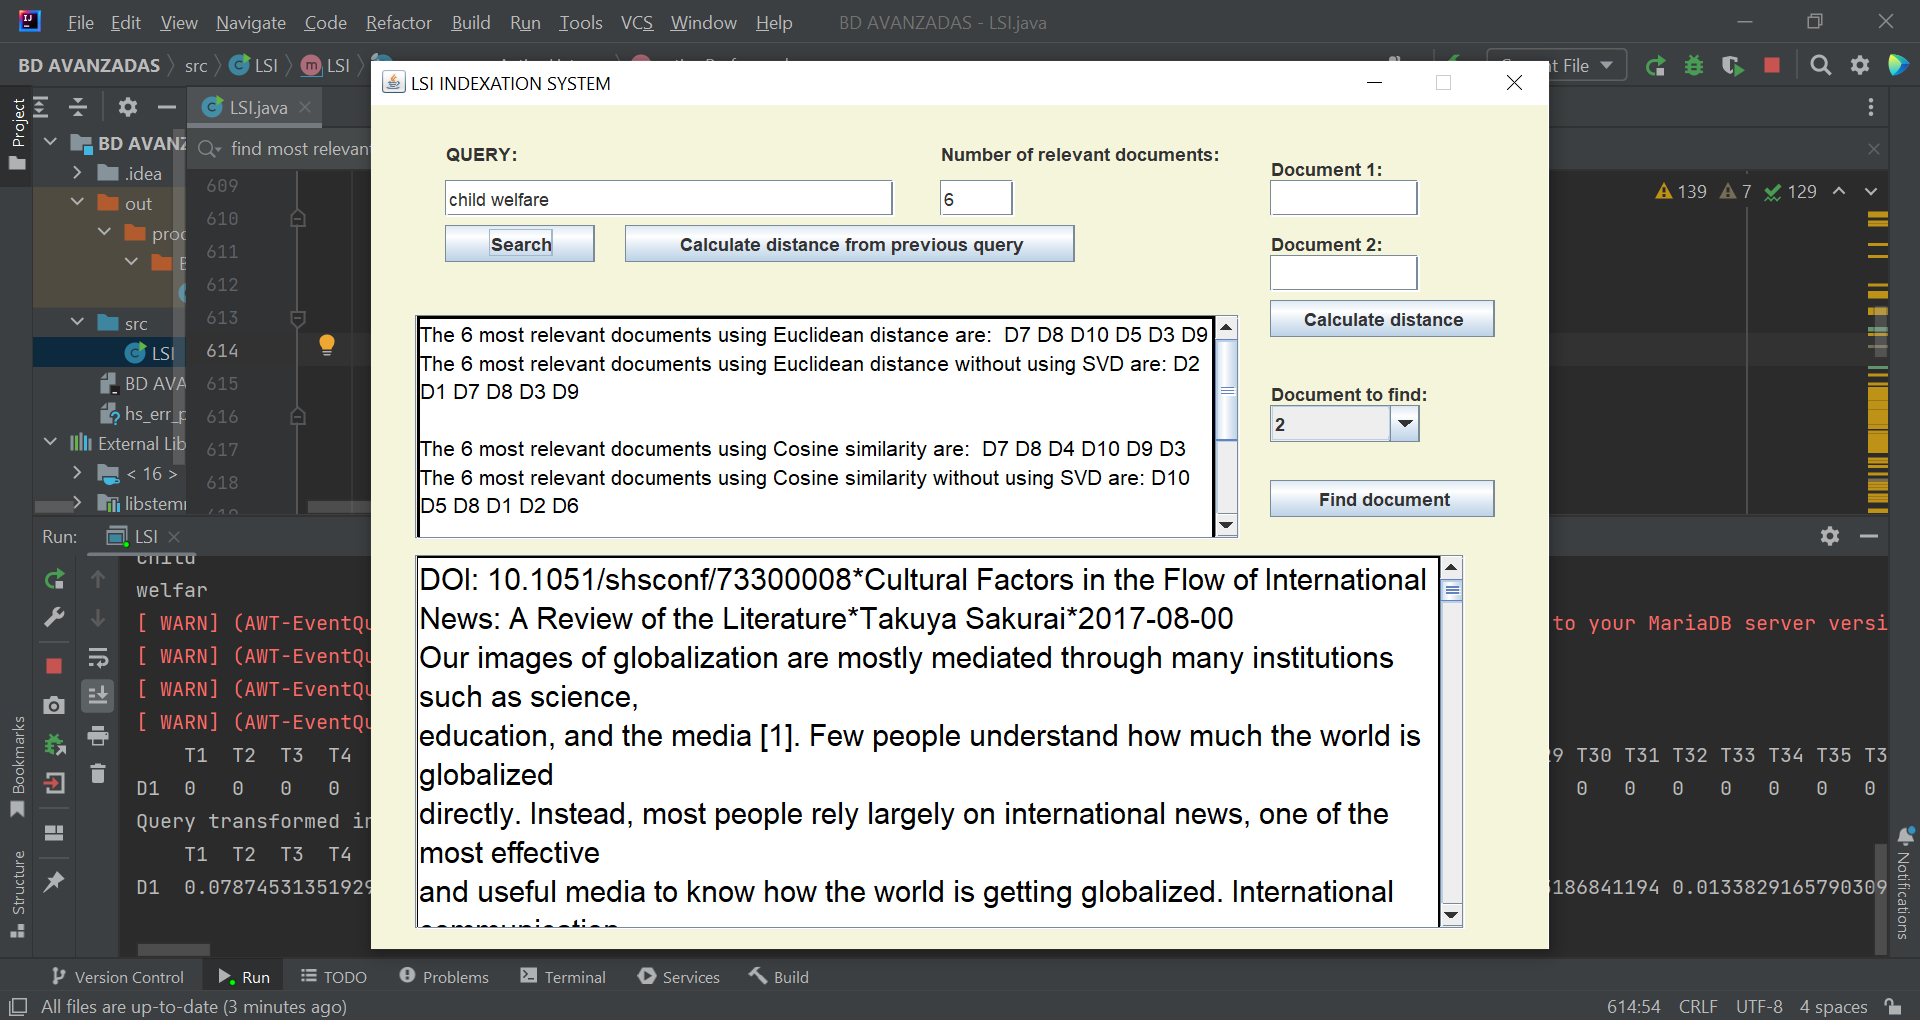 File Edit View Navigate Code Refactor Build Run Tools VCS Window Help BD AVANZADAS - LSI.java
BD AVANZADAS src LSI LSI
t File
LSI INDEXATION SYSTEM
Project
LSI.java
BD AVANZ
find most relevant
.idea
out
proc
src
LSI
BD AVA
hs_err_p
External Lib
< 16 >
libstemm
609
610
611
612
613
614
615
616
617
618
139 7 129
QUERY:
Number of relevant documents:
Document 1:
child welfare
6
Search
Calculate distance from previous query
Document 2:
Calculate distance
The 6 most relevant documents using Euclidean distance are: D7 D8 D10 D5 D3 D9
The 6 most relevant documents using Euclidean distance without using SVD are: D2
D1 D7 D8 D3 D9
The 6 most relevant documents using Cosine similarity are: D7 D8 D4 D10 D9 D3
The 6 most relevant documents using Cosine similarity without using SVD are: D10
D5 D8 D1 D2 D6
Document to find:
2
Find document
DOI: 10.1051/shsconf/73300008*Cultural Factors in the Flow of International
News: A Review of the Literature*Takuya Sakurai*2017-08-00
Our images of globalization are mostly mediated through many institutions
such as science,
education, and the media [1]. Few people understand how much the world is
globalized
directly. Instead, most people rely largely on international news, one of the
most effective
and useful media to know how the world is getting globalized. International
communication
Run: LSI
child
welfar
[ WARN] (AWT-EventQu
to your MariaDB server versi
[ WARN] (AWT-EventQu
[ WARN] (AWT-EventQu
[ WARN] (AWT-EventQu
T1 T2 T3 T4
29 T30 T31 T32 T33 T34 T35 T3
D1 0 0 0 0
0 0 0 0 0 0 0
Query transformed in
T1 T2 T3 T4
D1 0.07874531351929
5186841194 0.0133829165790309
Bookmarks
Structure
Notifications
Version Control Run TODO Problems Terminal Services Build
All files are up-to-date (3 minutes ago)
614:54 CRLF UTF-8 4 spaces